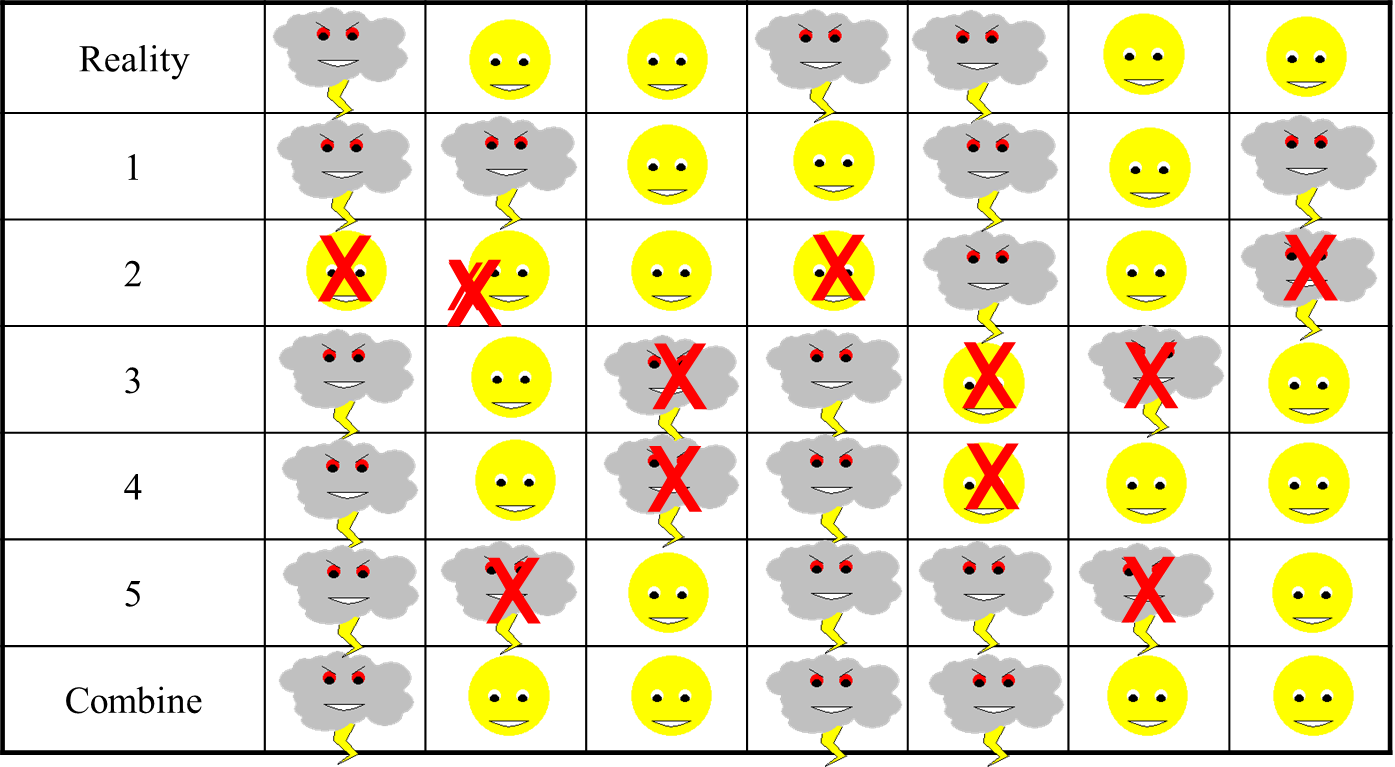 Reality
1
2 X X X X
3 X X X
4 X X
5 X X
Combine